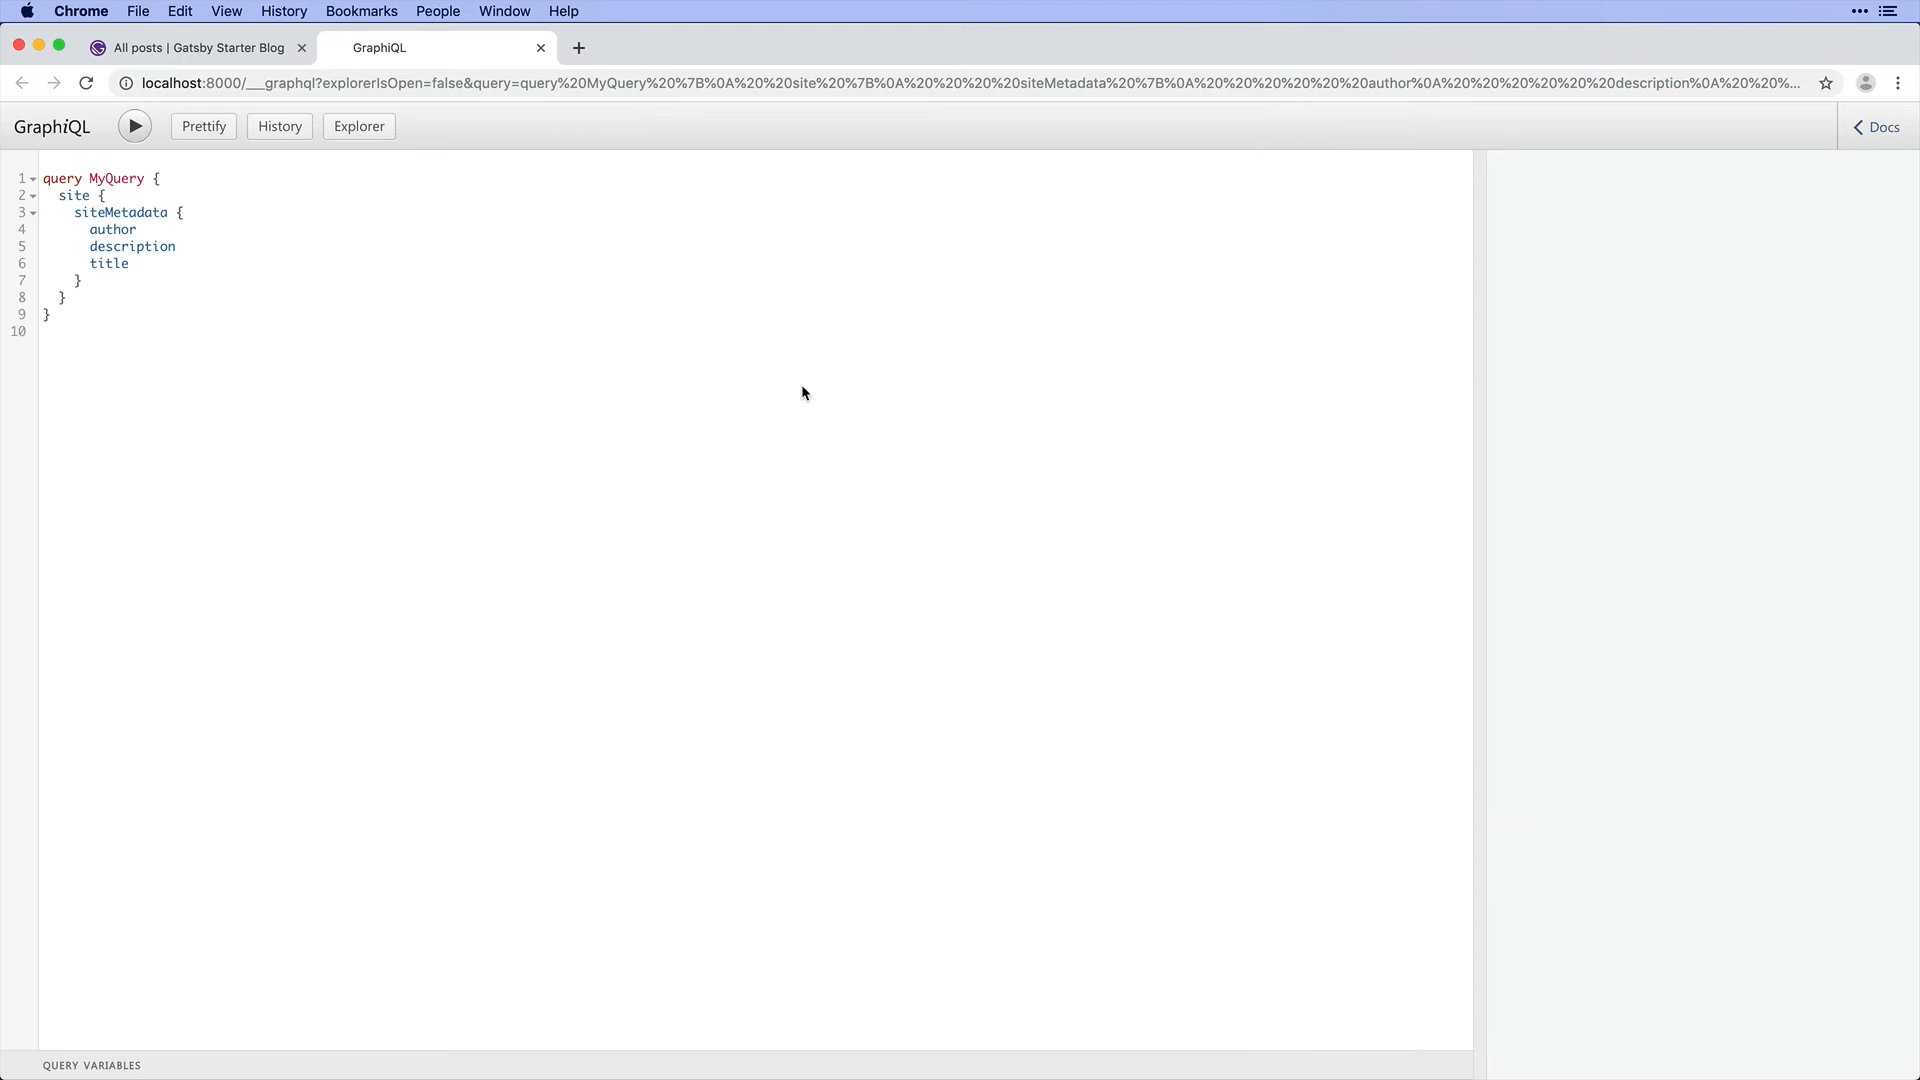 Chrome File Edit View History Bookmarks People Window Help
All posts | Gatsby Starter Blog
GraphiQL
localhost:8000/___graphql?explorerIsOpen=false&query=query%20MyQuery%20%7B%0A%20%20site%20%7B%0A%20%20%20%20siteMetadata%20%7B%0A%20%20%20%20%20%20author%0A%20%20%20%20%20%20description%0A%20%20%...
GraphiQL Prettify History Explorer Docs
1 query MyQuery {
2 site {
3 siteMetadata {
4 author
5 description
6 title
7 }
8 }
9 }
10
QUERY VARIABLES